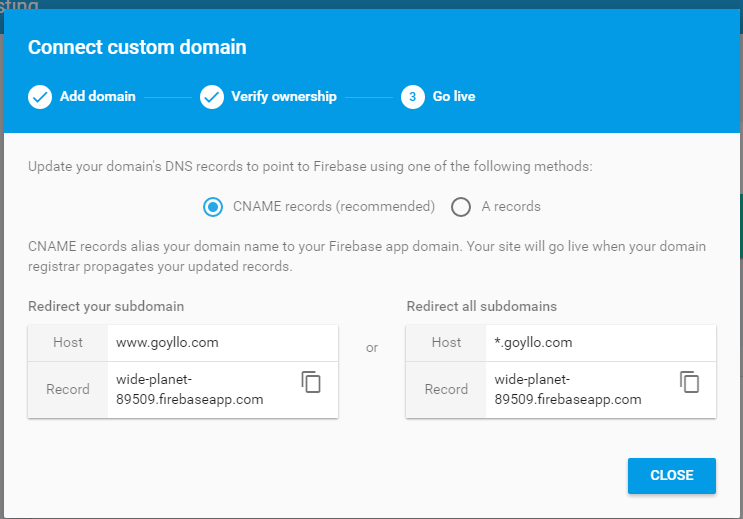 Connect custom domain
Add domain
Verify ownership
3 Go live
Update your domain's DNS records to point to Firebase using one of the following methods:
CNAME records (recommended)
A records
CNAME records alias your domain name to your Firebase app domain. Your site will go live when your domain
registrar propagates your updated records.
Redirect your subdomain
Host www.goyllo.com
Record wide-planet-
89509.firebaseapp.com
or
Redirect all subdomains
Host *.goyllo.com
Record wide-planet-
89509.firebaseapp.com
CLOSE